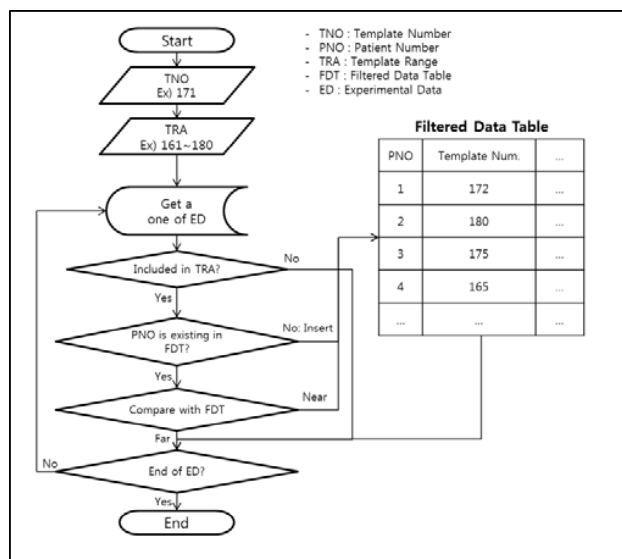 Start
- TNO : Template Number
- PNO : Patient Number
- TRA : Template Range
- FDT : Filtered Data Table
- ED : Experimental Data
TNO
Ex) 171
TRA
Ex) 161~180
Filtered Data Table
PNO Template Num. ...
1 172 ...
2 180 ...
3 175 ...
4 165 ...
... ... ...
Get a
one of ED
Included in TRA?
No
Yes
PNO is existing in
FDT?
No: Insert
Yes
Compare with FDT
Near
Far
End of ED?
No
Yes
End